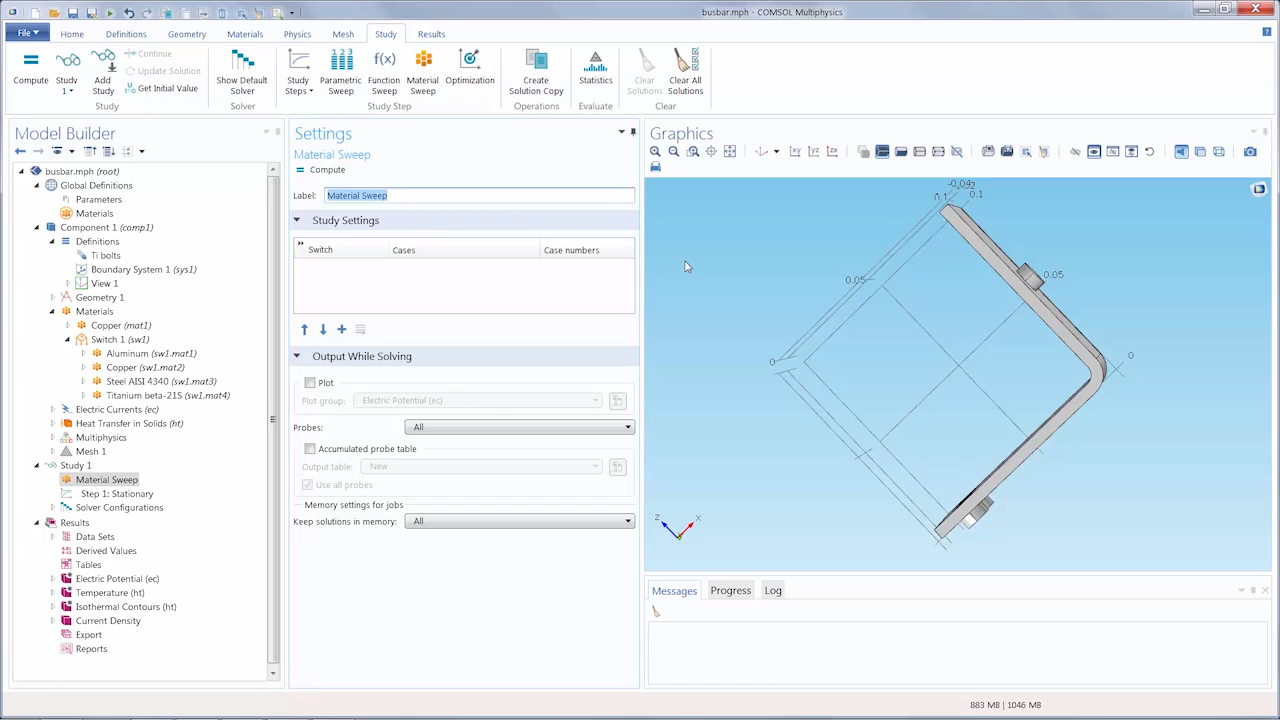 busbar.mph - COMSOL Multiphysics
File Home Definitions Geometry Materials Physics Mesh Study Results
Compute
Study 1
Add Study
Continue
Update Solution
Get Initial Value
Study
Show Default Solver
Solver
Study Steps
Parametric Sweep
Function Sweep
Material Sweep
Optimization
Study Step
Create Solution Copy
Operations
Statistics
Evaluate
Clear Solutions
Clear All Solutions
Clear
Model Builder
busbar.mph (root)
Global Definitions
Pi Parameters
Materials
Component 1 (comp1)
Definitions
Ti bolts
Boundary System 1 (sys1)
View 1
Geometry 1
Materials
Copper (mat1)
Switch 1 (sw1)
Aluminum (sw1.mat1)
Copper (sw1.mat2)
Steel AISI 4340 (sw1.mat3)
Titanium beta-21S (sw1.mat4)
Electric Currents (ec)
Heat Transfer in Solids (ht)
Multiphysics
Mesh 1
Study 1
Material Sweep
Step 1: Stationary
Solver Configurations
Results
Data Sets
Derived Values
Tables
Electric Potential (ec)
Temperature (ht)
Isothermal Contours (ht)
Current Density
Export
Reports
Settings
Material Sweep
= Compute
Label: Material Sweep
Study Settings
Switch Cases Case numbers
Output While Solving
Plot
Plot group: Electric Potential (ec)
Probes: All
Accumulated probe table
Output table: New
Use all probes
Memory settings for jobs
Keep solutions in memory: All
Graphics
xy yz xz
0.1
0.1
0.05
0.05
0
0
z x
Messages Progress Log
883 MB | 1046 MB